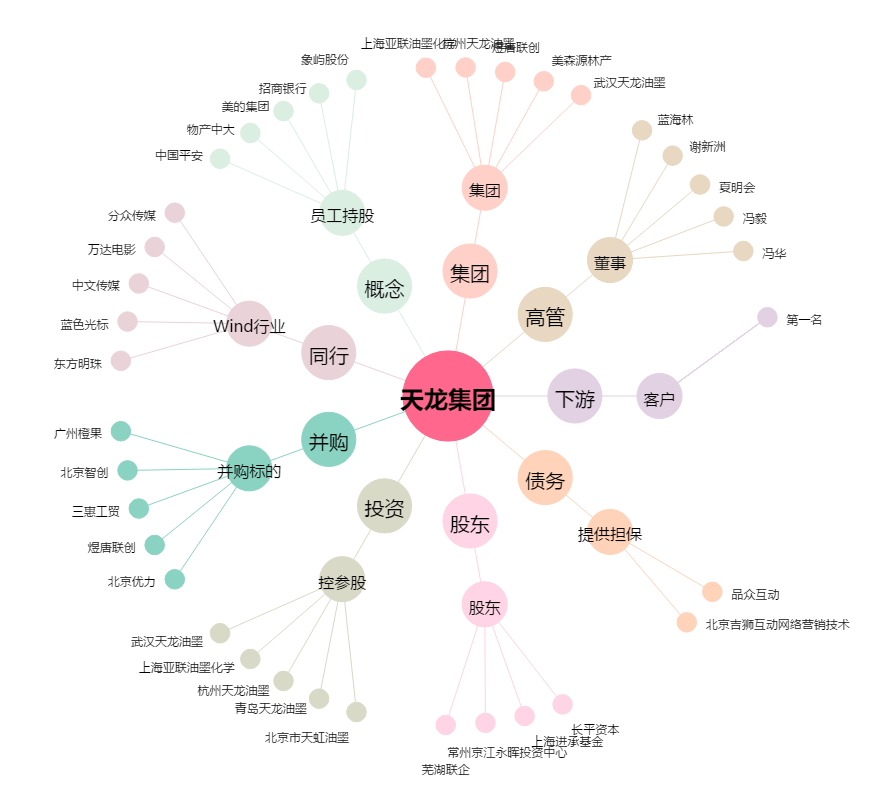 上海亚联油墨化学
杭州天龙油墨
煜唐联创
美森源林产
武汉天龙油墨
集团
集团
象屿股份
招商银行
美的集团
物产中大
中国平安
员工持股
概念
蓝海林
谢新洲
夏明会
冯毅
冯华
董事
高管
分众传媒
万达电影
中文传媒
蓝色光标
东方明珠
Wind行业
同行
第一名
客户
下游
天龙集团
广州橙果
北京智创
三惠工贸
煜唐联创
北京优力
并购标的
并购
债务
提供担保
品众互动
北京吉狮互动网络营销技术
投资
控参股
武汉天龙油墨
上海亚联油墨化学
杭州天龙油墨
青岛天龙油墨
北京市天虹油墨
股东
股东
长平资本
上海进承基金
常州京江永晖投资中心
芜湖联企